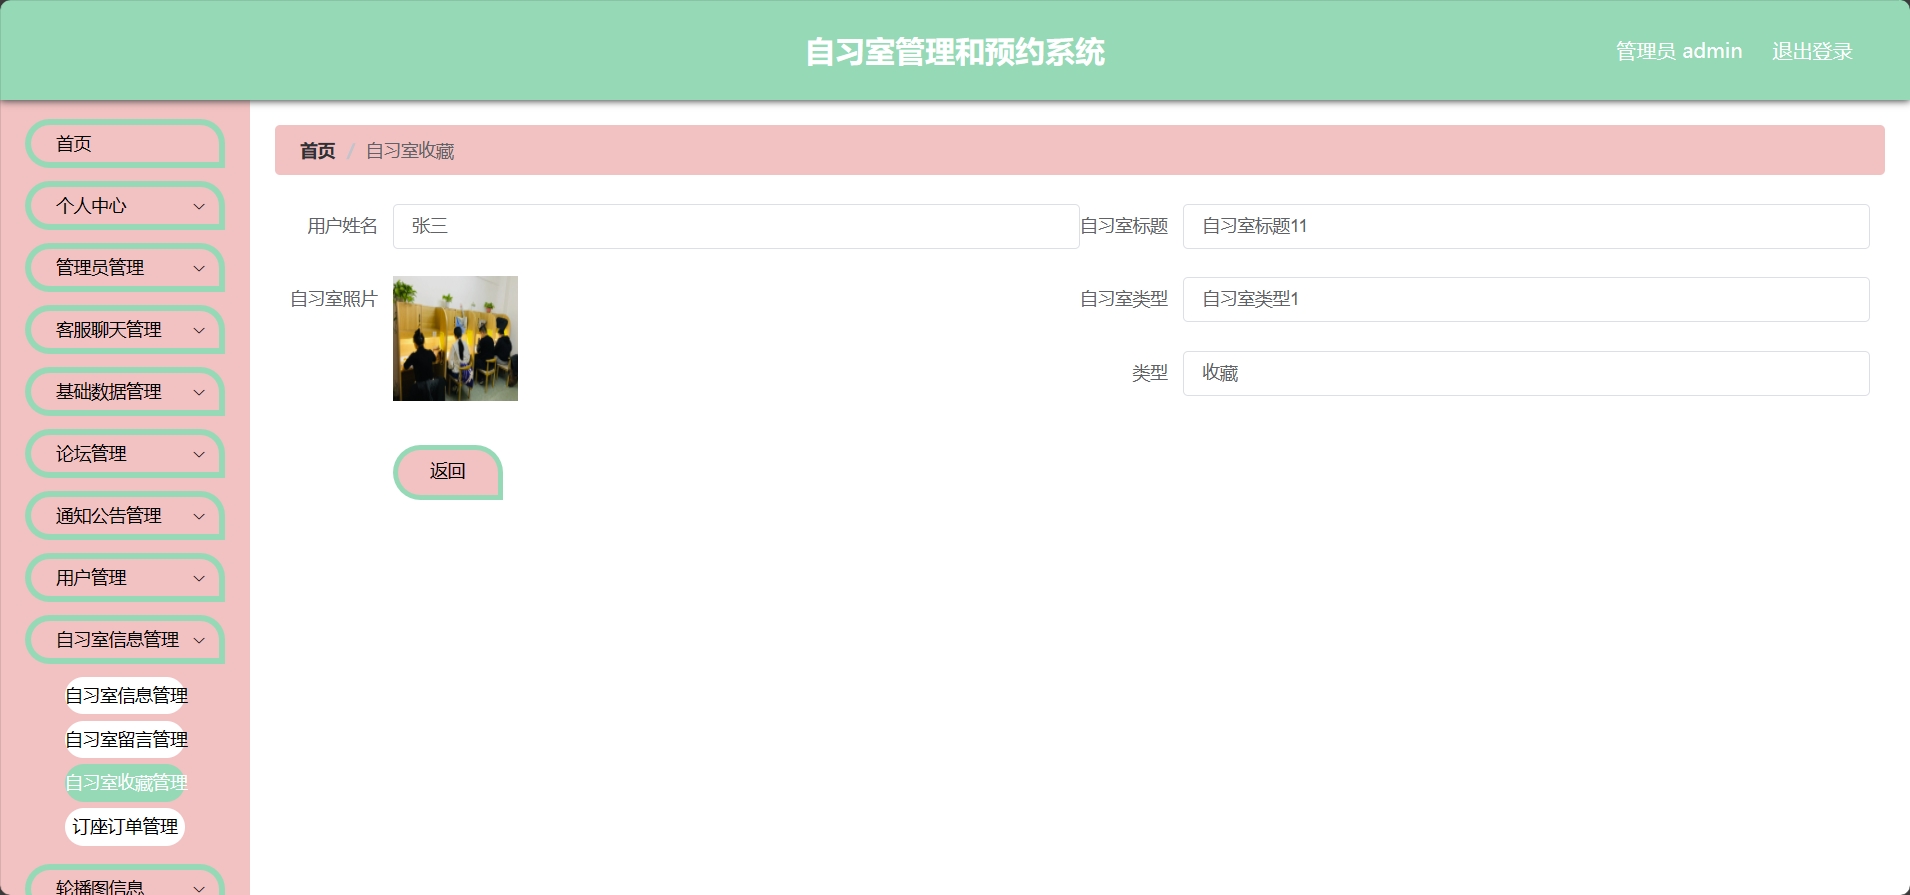 自习室管理和预约系统
管理员 admin 退出登录
首页
个人中心
管理员管理
客服聊天管理
基础数据管理
论坛管理
通知公告管理
用户管理
自习室信息管理
自习室信息管理
自习室留言管理
自习室收藏管理
订座订单管理
轮播图信息
首页 / 自习室收藏
用户姓名 张三 自习室标题 自习室标题11
自习室照片 自习室类型 自习室类型1
类型 收藏
返回